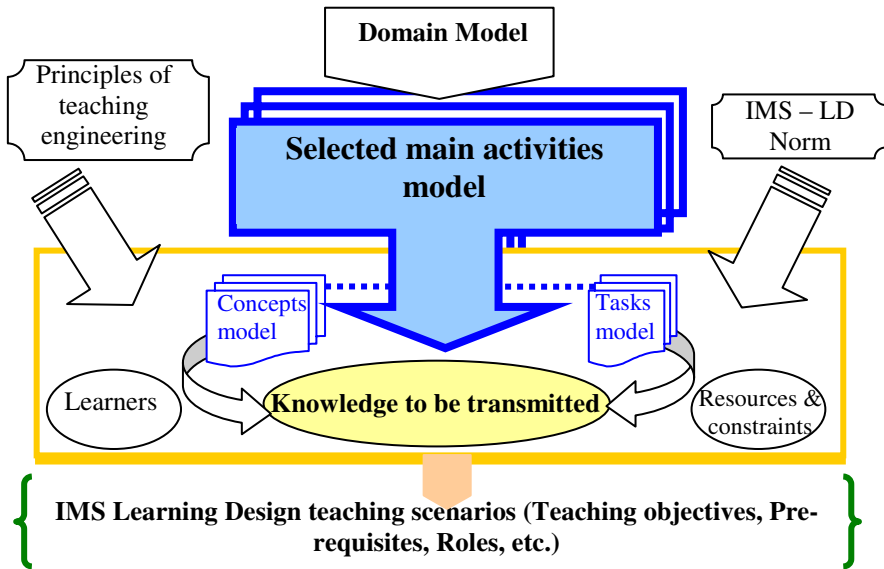 Domain Model
Principles of
teaching
engineering
IMS – LD
Norm
Selected main activities
model
Concepts
model
Tasks
model
Learners
Knowledge to be transmitted
Resources &
constraints
IMS Learning Design teaching scenarios (Teaching objectives, Pre-
requisites, Roles, etc.)